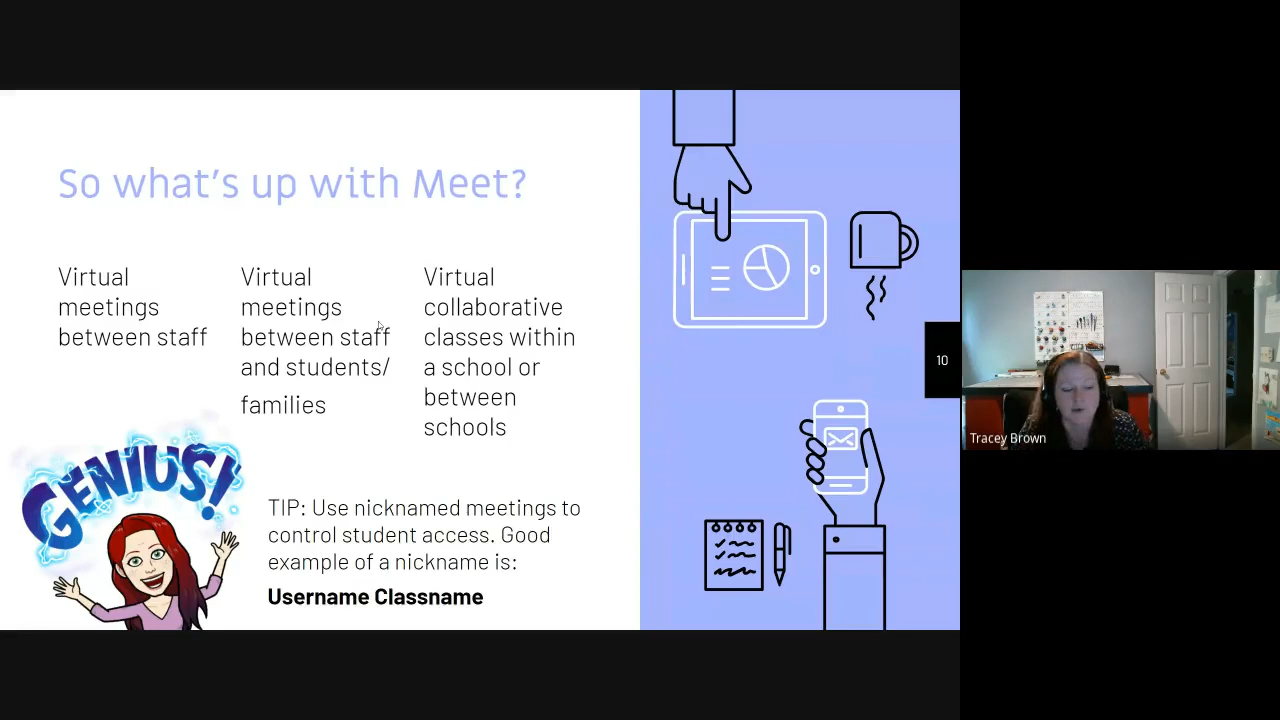 So what's up with Meet?
Virtual
meetings
between staff
Virtual
meetings
between staff
and students/
families
Virtual
collaborative
classes within
a school or
between
schools
GENIUS!
TIP: Use nicknamed meetings to
control student access. Good
example of a nickname is:
Username Classname
10
Tracey Brown